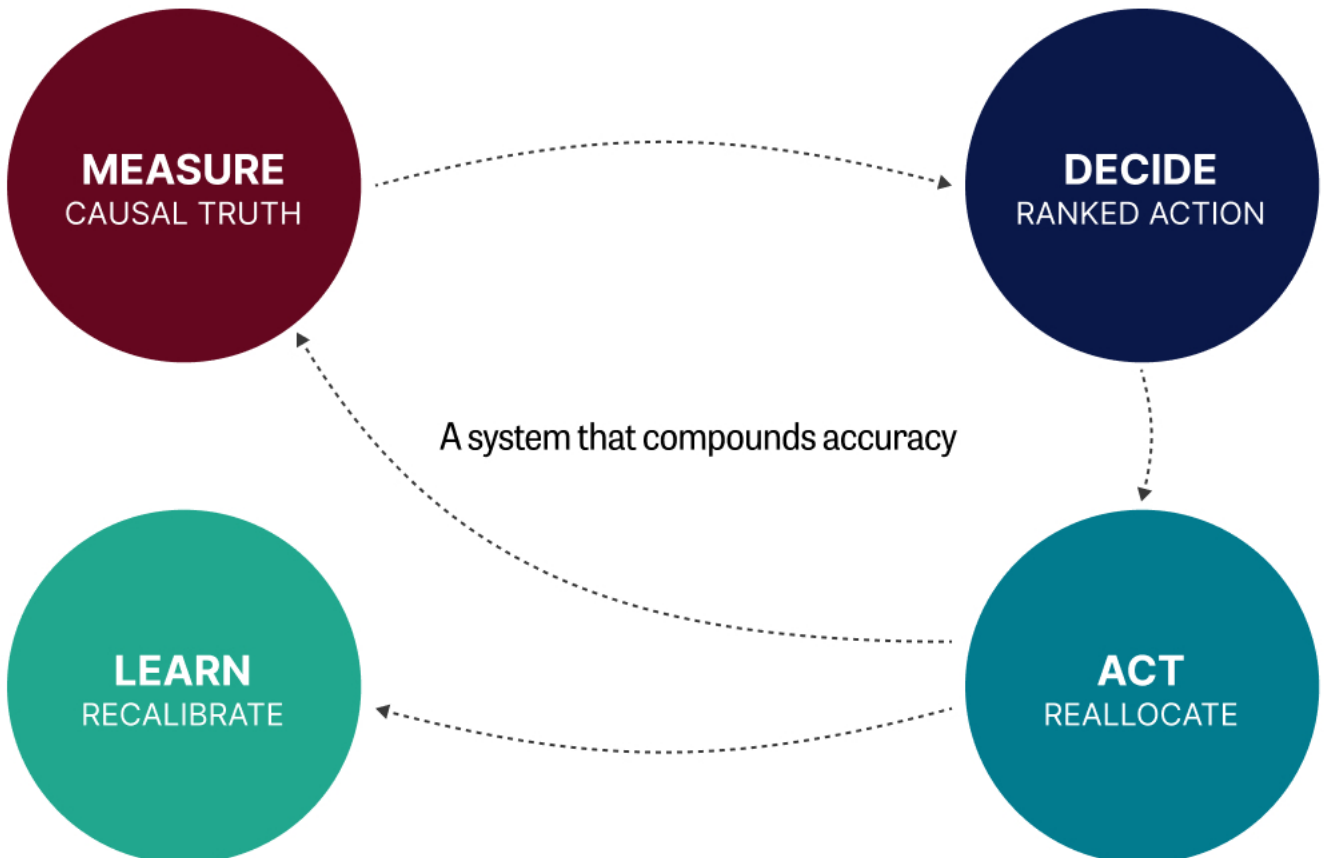 MEASURE
CAUSAL TRUTH
DECIDE
RANKED ACTION
A system that compounds accuracy
LEARN
RECALIBRATE
ACT
REALLOCATE